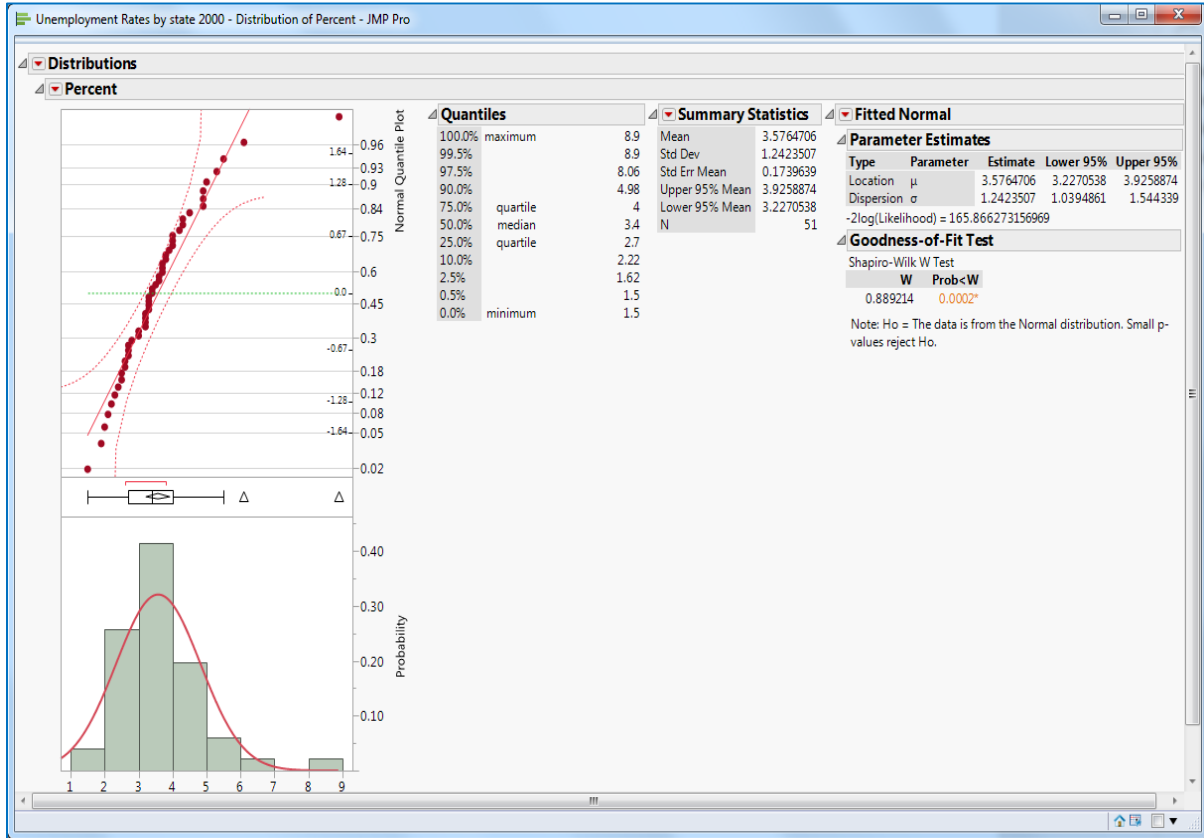 Unemployment Rates by state 2000 - Distribution of Percent - JMP Pro
Distributions
Percent
Normal Quantile Plot
1.64 0.96
0.93
1.28 0.9
0.84
0.67 0.75
0.6
0.0
0.45
0.3
-0.67
0.18
-1.28 0.12
0.08
-1.64 0.05
0.02
Probability
0.40
0.30
0.20
0.10
1 2 3 4 5 6 7 8 9
Quantiles
100.0% maximum 8.9
99.5% 8.9
97.5% 8.06
90.0% 4.98
75.0% quartile 4
50.0% median 3.4
25.0% quartile 2.7
10.0% 2.22
2.5% 1.62
0.5% 1.5
0.0% minimum 1.5
Summary Statistics
Mean 3.5764706
Std Dev 1.2423507
Std Err Mean 0.1739639
Upper 95% Mean 3.9258874
Lower 95% Mean 3.2270538
N 51
Fitted Normal
Parameter Estimates
Type Parameter Estimate Lower 95% Upper 95%
Location μ 3.5764706 3.2270538 3.9258874
Dispersion σ 1.2423507 1.0394861 1.544339
-2log(Likelihood) = 165.866273156969
Goodness-of-Fit Test
Shapiro-Wilk W Test
W Prob<W
0.889214 0.0002*
Note: Ho = The data is from the Normal distribution. Small p-
values reject Ho.